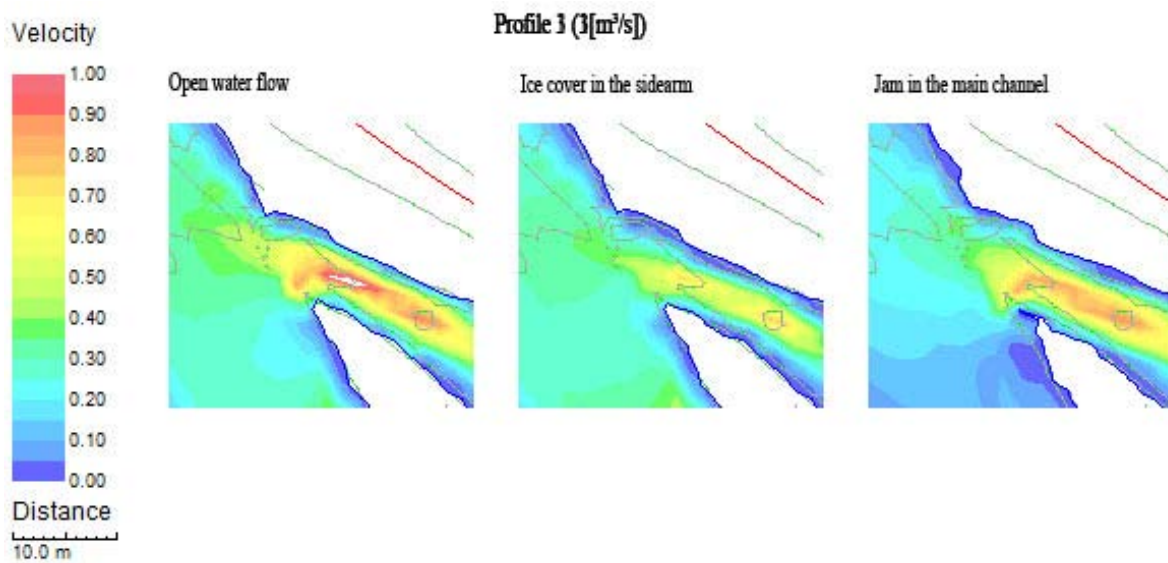 Profile 3 (3[m³/s])
Velocity
Open water flow
Ice cover in the sidearm
Jam in the main channel
1.00
0.90
0.80
0.70
0.60
0.50
0.40
0.30
0.20
0.10
0.00
Distance
10.0 m